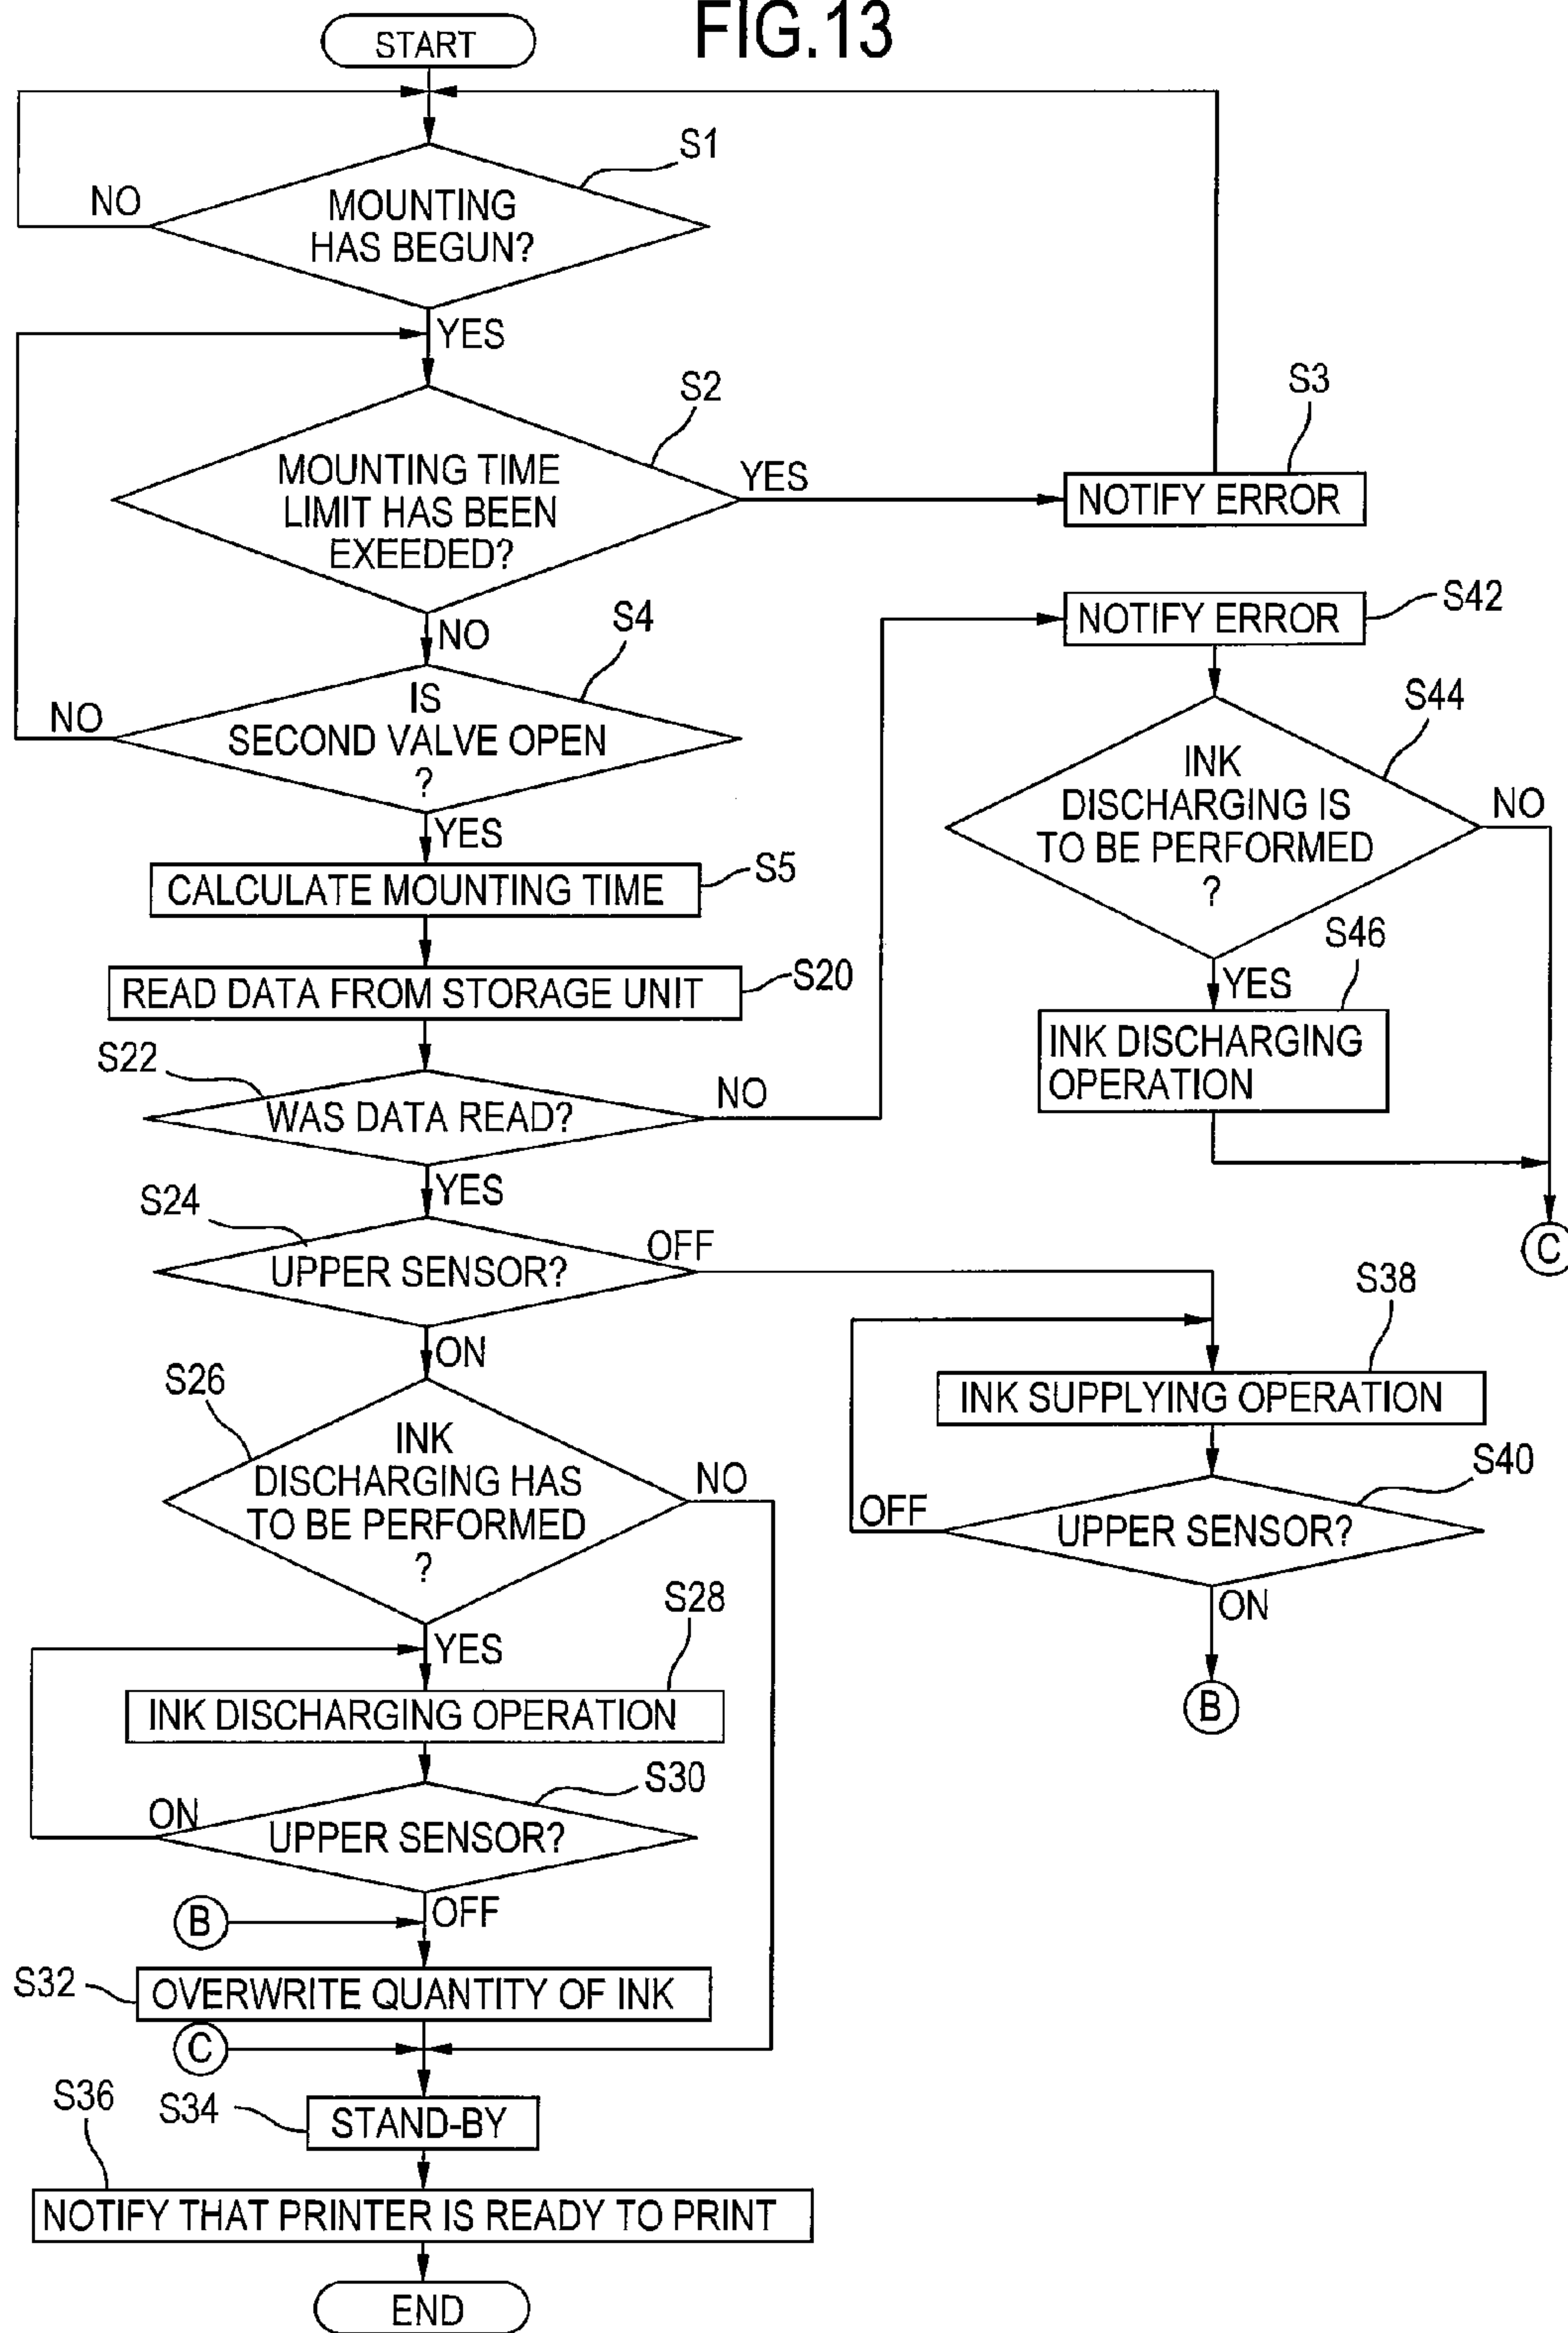 FIG.13
START
S1
NO
MOUNTING
HAS BEGUN?
YES
S2
MOUNTING TIME
LIMIT HAS BEEN
EXEEDED?
YES
S3
NOTIFY ERROR
NO
S4
IS
SECOND VALVE OPEN
?
NO
YES
S5
CALCULATE MOUNTING TIME
S20
READ DATA FROM STORAGE UNIT
S22
WAS DATA READ?
NO
YES
S42
NOTIFY ERROR
S44
INK
DISCHARGING IS
TO BE PERFORMED
?
NO
YES
S46
INK DISCHARGING
OPERATION
C
S24
UPPER SENSOR?
OFF
ON
S38
INK SUPPLYING OPERATION
S40
UPPER SENSOR?
OFF
ON
B
S26
INK
DISCHARGING HAS
TO BE PERFORMED
?
NO
YES
S28
INK DISCHARGING OPERATION
S30
UPPER SENSOR?
ON
OFF
B
S32
OVERWRITE QUANTITY OF INK
C
S34
STAND-BY
S36
NOTIFY THAT PRINTER IS READY TO PRINT
END